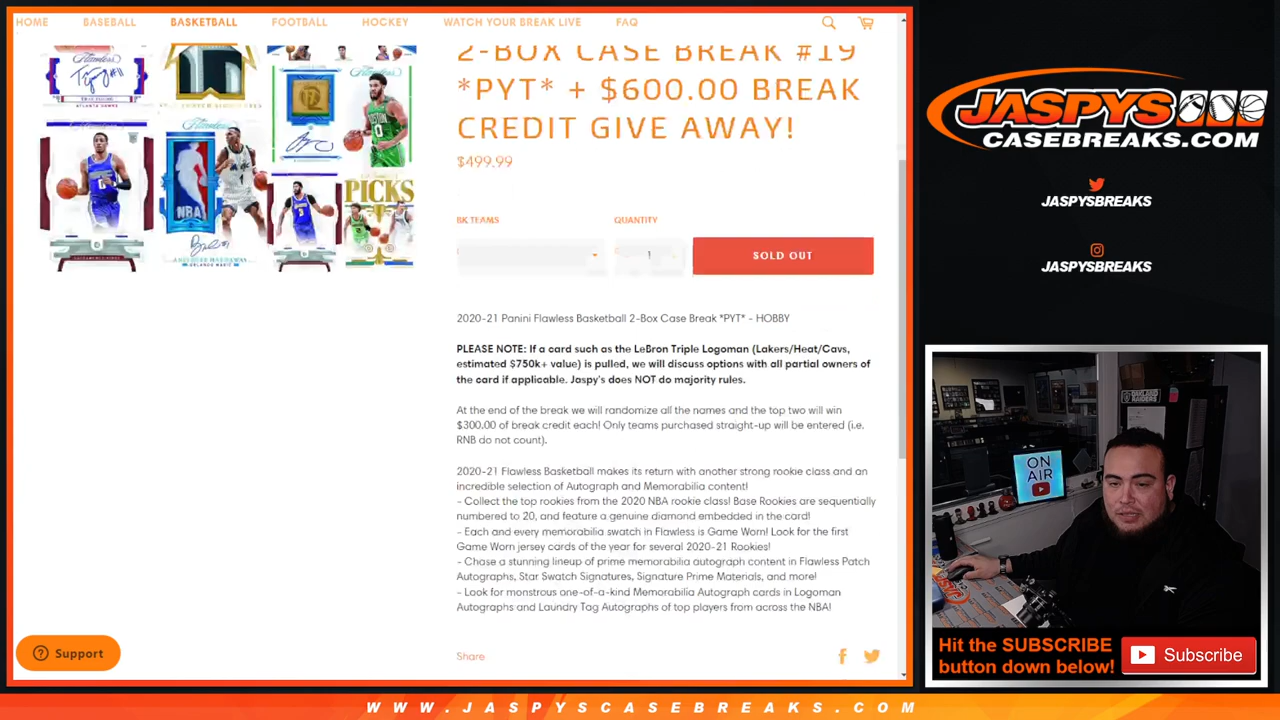 HOME BASEBALL BASKETBALL FOOTBALL HOCKEY WATCH YOUR BREAK LIVE FAQ
2-BOX CASE BREAK #19
*PYT* + $600.00 BREAK
CREDIT GIVE AWAY!
$499.99
BK TEAMS QUANTITY
1
SOLD OUT
PICKS
NBA
2020-21 Panini Flawless Basketball 2-Box Case Break *PYT* - HOBBY
PLEASE NOTE: If a card such as the LeBron Triple Logoman (Lakers/Heat/Cavs,
estimated $750k+ value) is pulled, we will discuss options with all partial owners of
the card if applicable. Jaspy's does NOT do majority rules.
At the end of the break we will randomize all the names and the top two will win
$300.00 of break credit each! Only teams purchased straight-up will be entered (i.e.
RNB do not count).
2020-21 Flawless Basketball makes its return with another strong rookie class and an
incredible selection of Autograph and Memorabilia content!
- Collect the top rookies from the 2020 NBA rookie class! Base Rookies are sequentially
numbered to 20, and feature a genuine diamond embedded in the card!
- Each and every memorabilia swatch in Flawless is Game Worn! Look for the first
Game Worn jersey cards of the year for several 2020-21 Rookies!
- Chase a stunning lineup of prime memorabilia autograph content in Flawless Patch
Autographs, Star Swatch Signatures, Signature Prime Materials, and more!
- Look for monstrous one-of-a-kind Memorabilia Autograph cards in Logoman
Autographs and Laundry Tag Autographs of top players from across the NBA!
Share
Support
JASPYS
CASEBREAKS.COM
JASPYSBREAKS
JASPYSBREAKS
ON
AIR
Hit the SUBSCRIBE
button down below!
Subscribe
WWW.JASPYSCASEBREAKS.COM